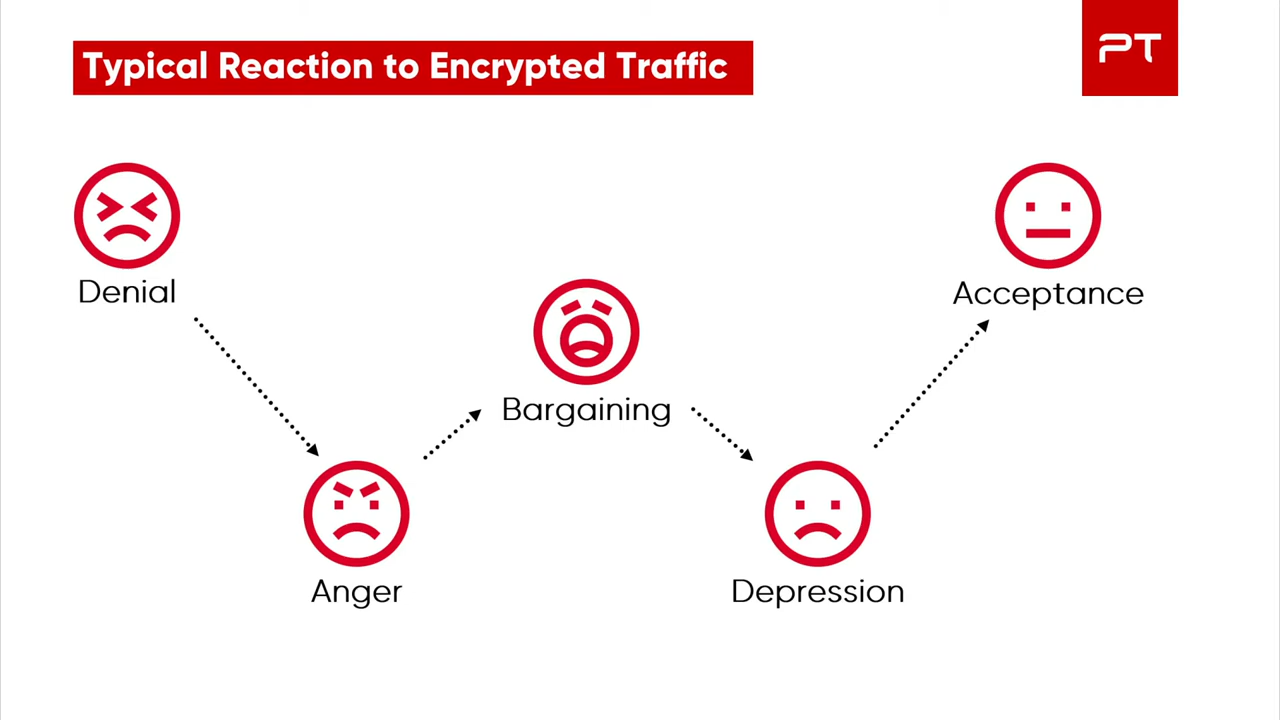 Typical Reaction to Encrypted Traffic
PT
Denial
Acceptance
Bargaining
Anger
Depression